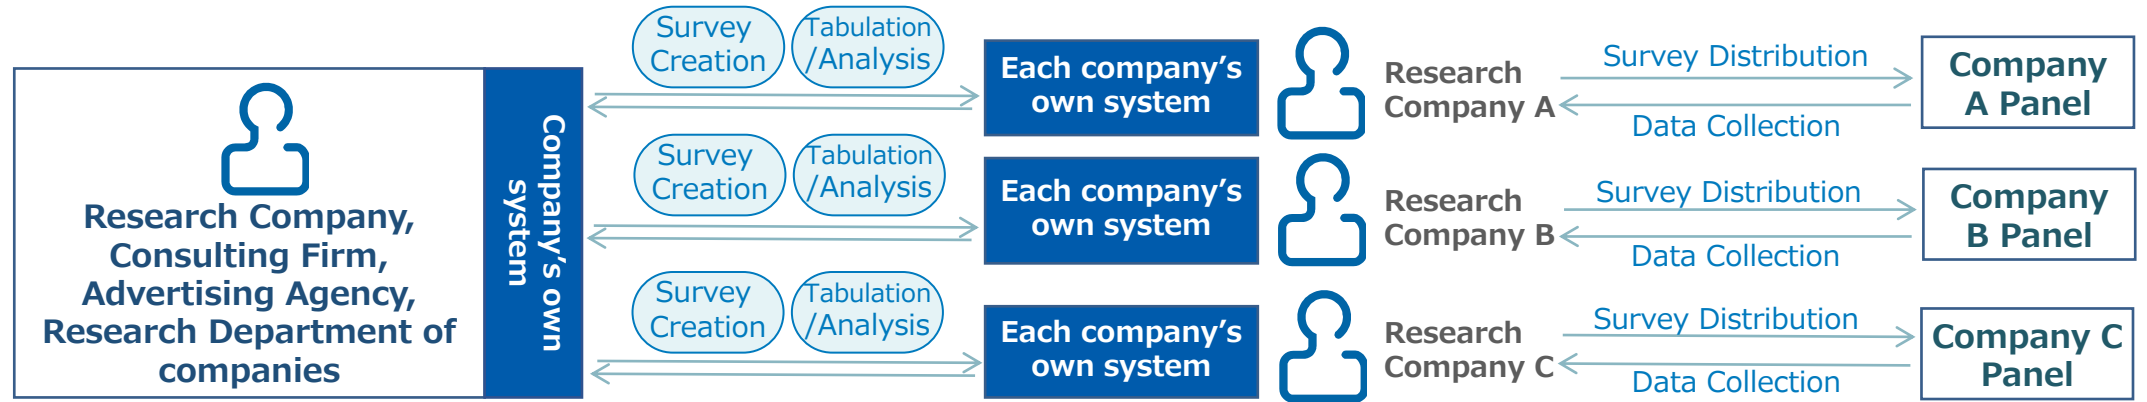 Research Company,
Consulting Firm,
Advertising Agency,
Research Department of
companies
Company's own
system
Survey
Creation
Tabulation
/Analysis
Each company's
own system
Research
Company A
Survey Distribution
Data Collection
Company
A Panel
Survey
Creation
Tabulation
/Analysis
Each company's
own system
Research
Company B
Survey Distribution
Data Collection
Company
B Panel
Survey
Creation
Tabulation
/Analysis
Each company's
own system
Research
Company C
Survey Distribution
Data Collection
Company C
Panel